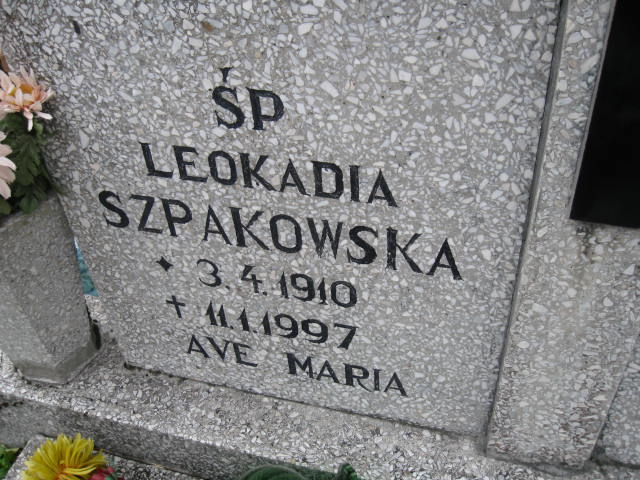 ŚP
LEOKADIA
SZPAKOWSKA
✦ 3.4.1910
✝ 11.1.1997
AVE MARIA